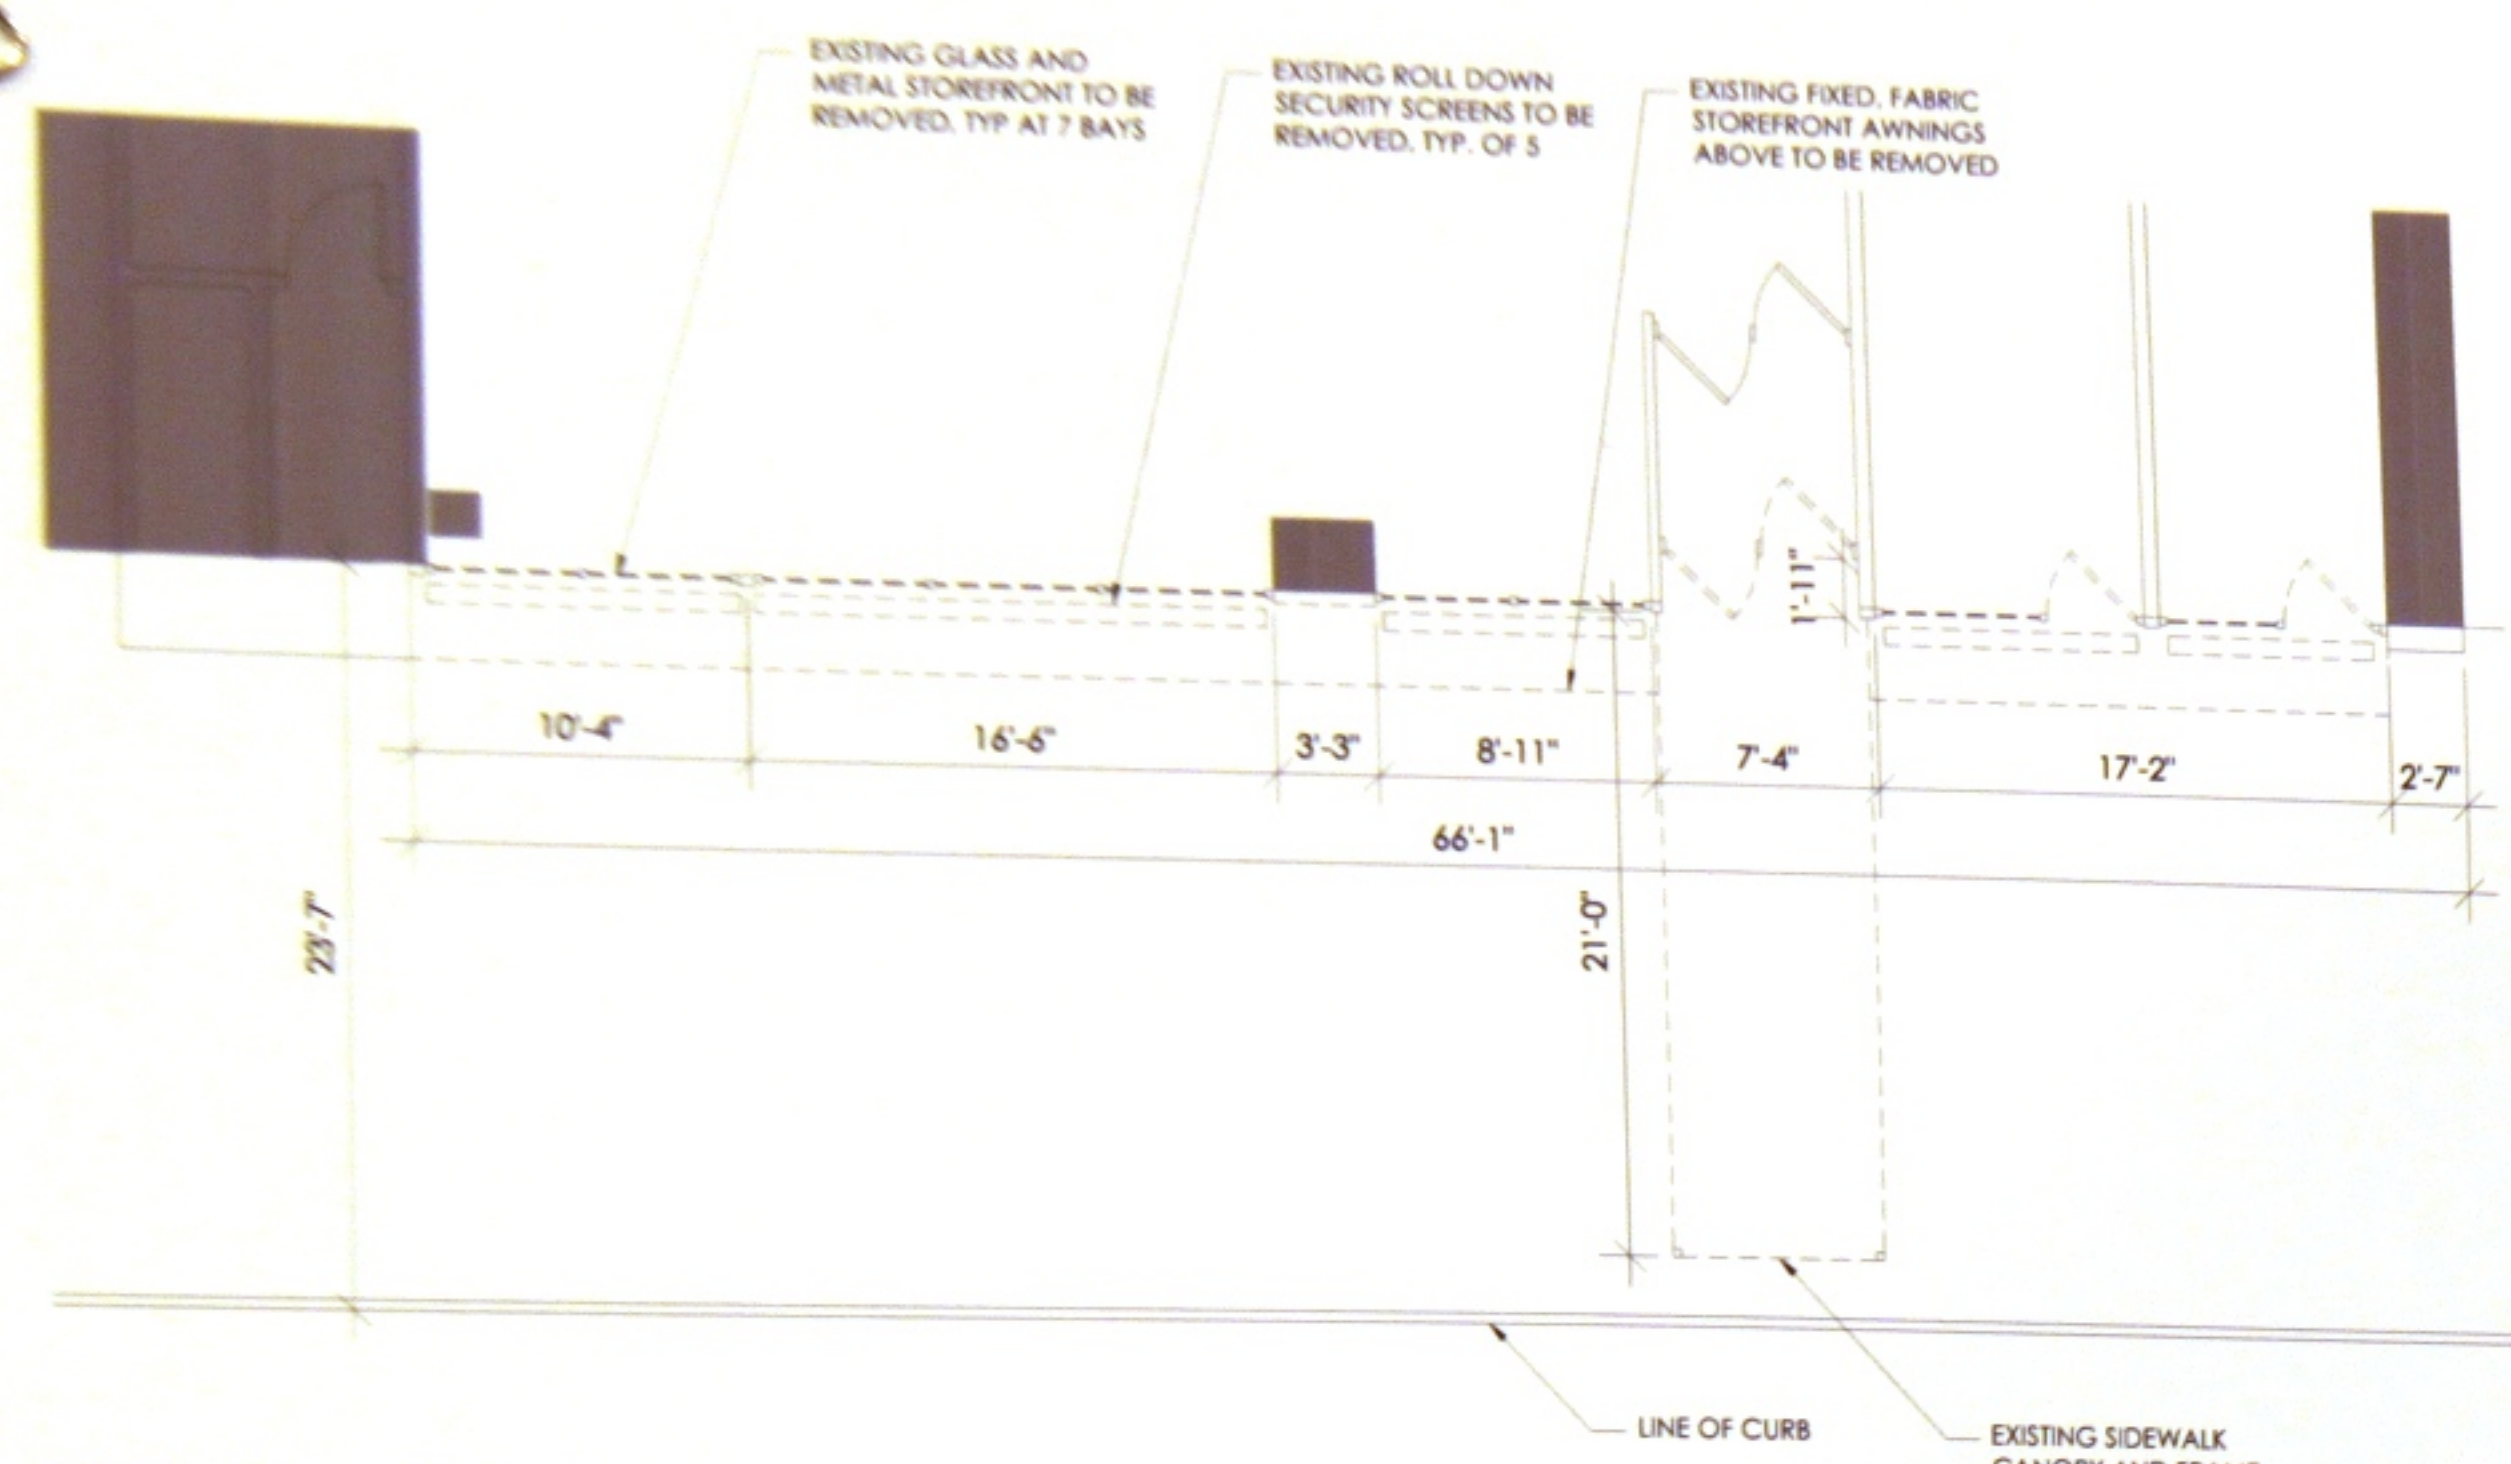 EXISTING GLASS AND
METAL STOREFRONT TO BE
REMOVED. TYP AT 7 BAYS
EXISTING ROLL DOWN
SECURITY SCREENS TO BE
REMOVED. TYP. OF 5
EXISTING FIXED, FABRIC
STOREFRONT AWNINGS
ABOVE TO BE REMOVED
1'-11"
10'-4"
16'-6"
3'-3"
8'-11"
7'-4"
17'-2"
2'-7"
66'-1"
23'-7"
21'-0"
LINE OF CURB
EXISTING SIDEWALK
CANOPY AND FRAME